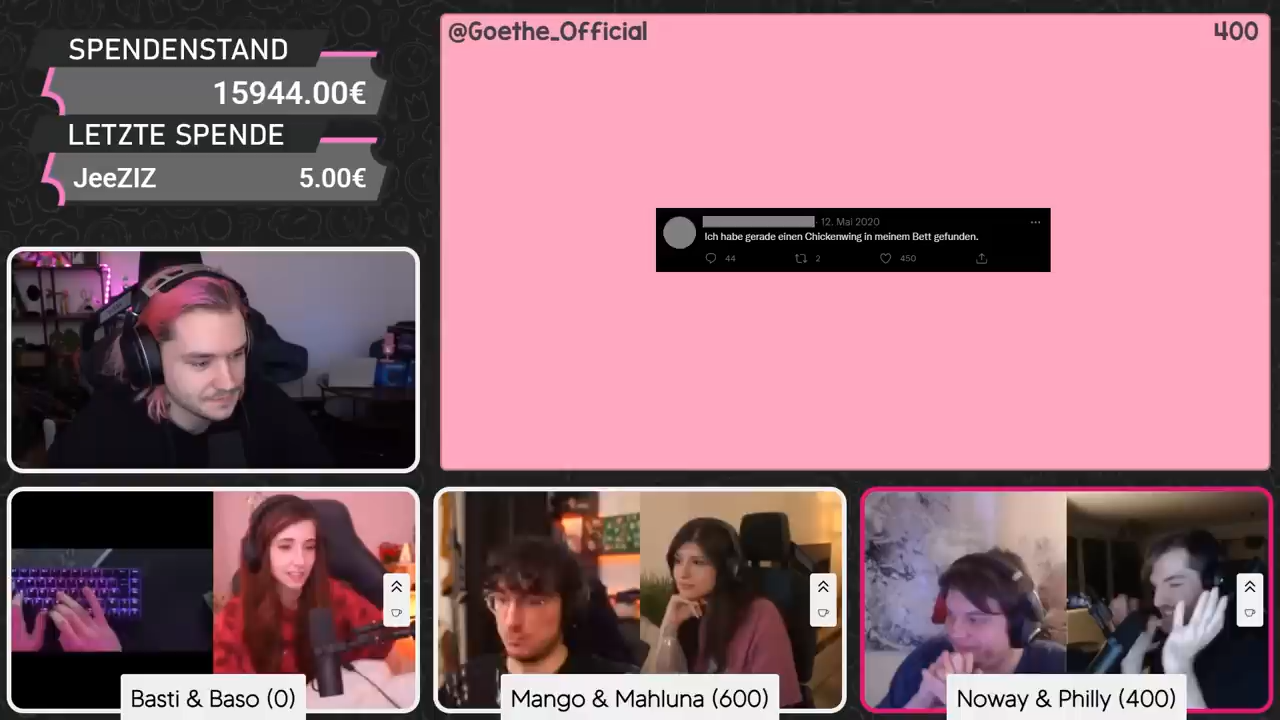 SPENDENSTAND
15944.00€
LETZTE SPENDE
JeeZIZ 5.00€
@Goethe_Official 400
· 12. Mai 2020
Ich habe gerade einen Chickenwing in meinem Bett gefunden.
44 2 450
Basti & Baso (0)
Mango & Mahluna (600)
Noway & Philly (400)